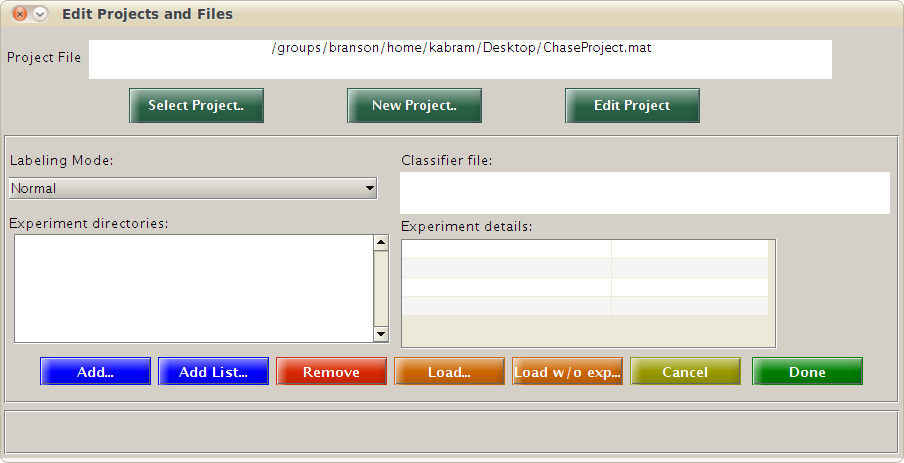 Edit Projects and Files
Project File
/groups/branson/home/kabram/Desktop/ChaseProject.mat
Select Project..
New Project..
Edit Project
Labeling Mode:
Classifier file:
Normal
Experiment directories:
Experiment details:
Add...
Add List...
Remove
Load...
Load w/o exp...
Cancel
Done